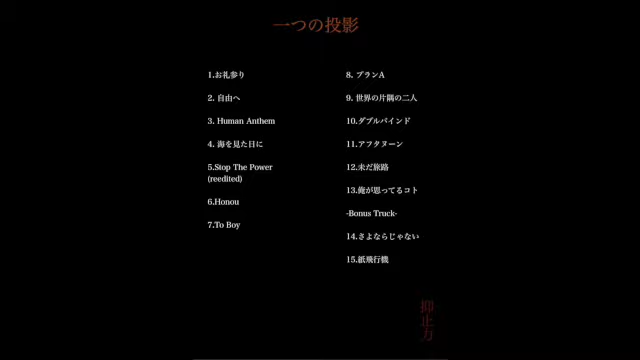 一つの投影
1.お礼参り
2. 自由へ
3. Human Anthem
4. 海を見た日に
5.Stop The Power
(reedited)
6.Honou
7.To Boy
8. プランA
9. 世界の片隅の二人
10.ダブルバインド
11.アフタヌーン
12.未だ旅路
13.俺が思ってるコト
-Bonus Truck-
14.さよならじゃない
15.紙飛行機
抑止力